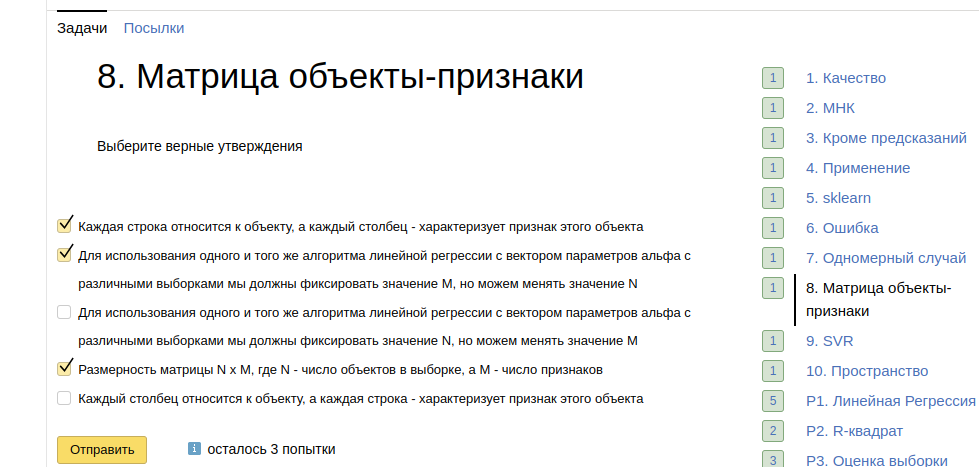 Задачи Посылки
8. Матрица объекты-признаки
Выберите верные утверждения
Каждая строка относится к объекту, а каждый столбец - характеризует признак этого объекта
Для использования одного и того же алгоритма линейной регрессии с вектором параметров альфа с
различными выборками мы должны фиксировать значение M, но можем менять значение N
Для использования одного и того же алгоритма линейной регрессии с вектором параметров альфа с
различными выборками мы должны фиксировать значение N, но можем менять значение M
Размерность матрицы N x M, где N - число объектов в выборке, а M - число признаков
Каждый столбец относится к объекту, а каждая строка - характеризует признак этого объекта
Отправить
i осталось 3 попытки
1 1. Качество
1 2. МНК
1 3. Кроме предсказаний
1 4. Применение
1 5. sklearn
1 6. Ошибка
1 7. Одномерный случай
1 8. Матрица объекты-
признаки
1 9. SVR
1 10. Пространство
5 P1. Линейная Регрессия
2 P2. R-квадрат
3 P3. Оценка выборки